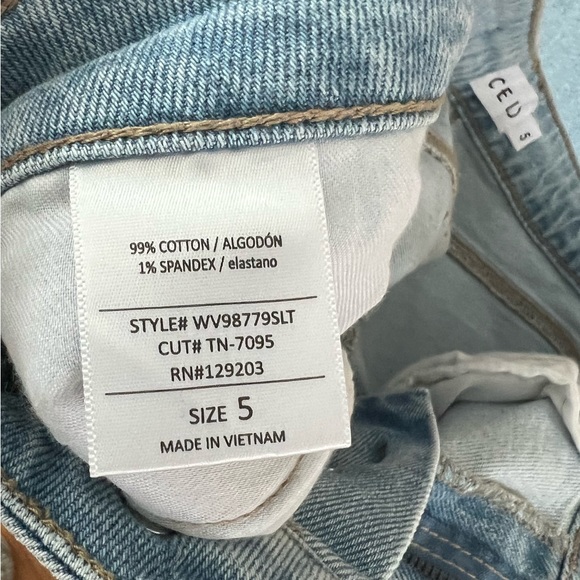 99% COTTON / ALGODÓN
1% SPANDEX / elastano
STYLE# WV98779SLT
CUT# TN-7095
RN#129203
SIZE 5
MADE IN VIETNAM
CED
5